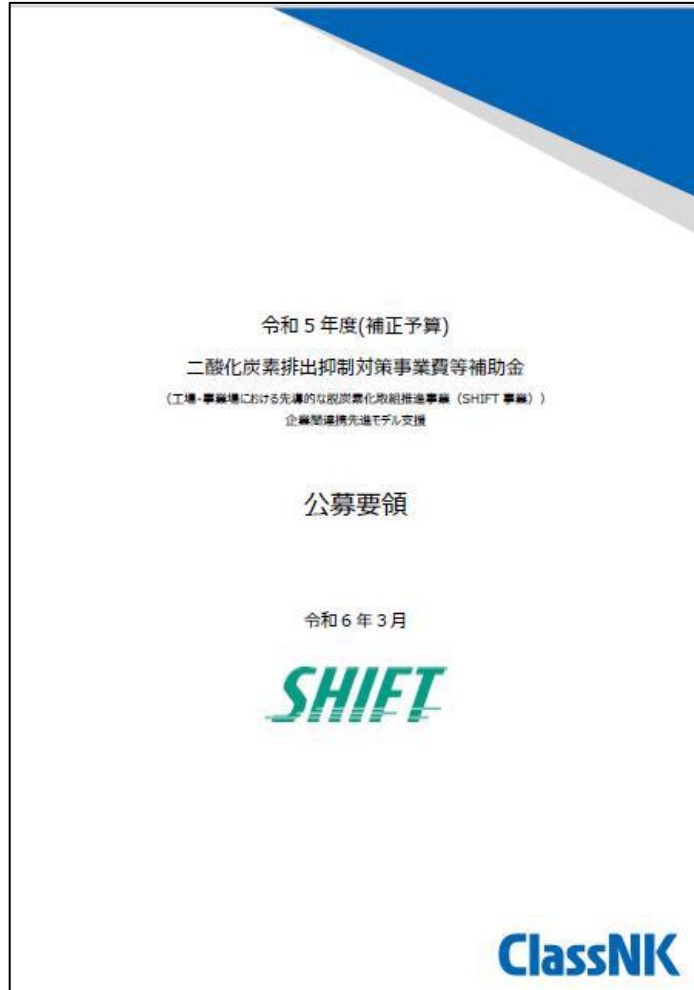 令和 5 年度(補正予算)
二酸化炭素排出抑制対策事業費等補助金
(工場・事業場における先導的な脱炭素化取組推進事業（SHIFT 事業）)
企業間連携先進モデル支援
公募要領
令和 6 年 3 月
SHIFT
ClassNK